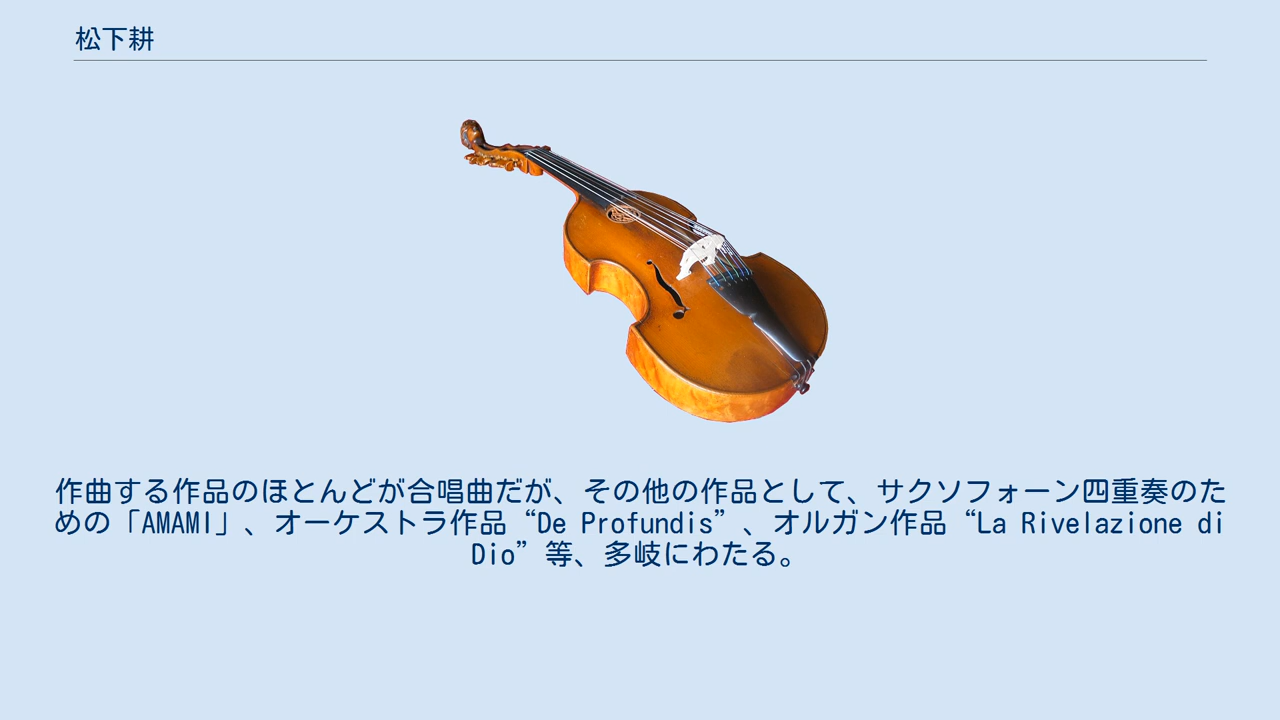 松下耕
作曲する作品のほとんどが合唱曲だが、その他の作品として、サクソフォーン四重奏のた
めの「AMAMI」、オーケストラ作品“De Profundis”、オルガン作品“La Rivelazione di
Dio”等、多岐にわたる。